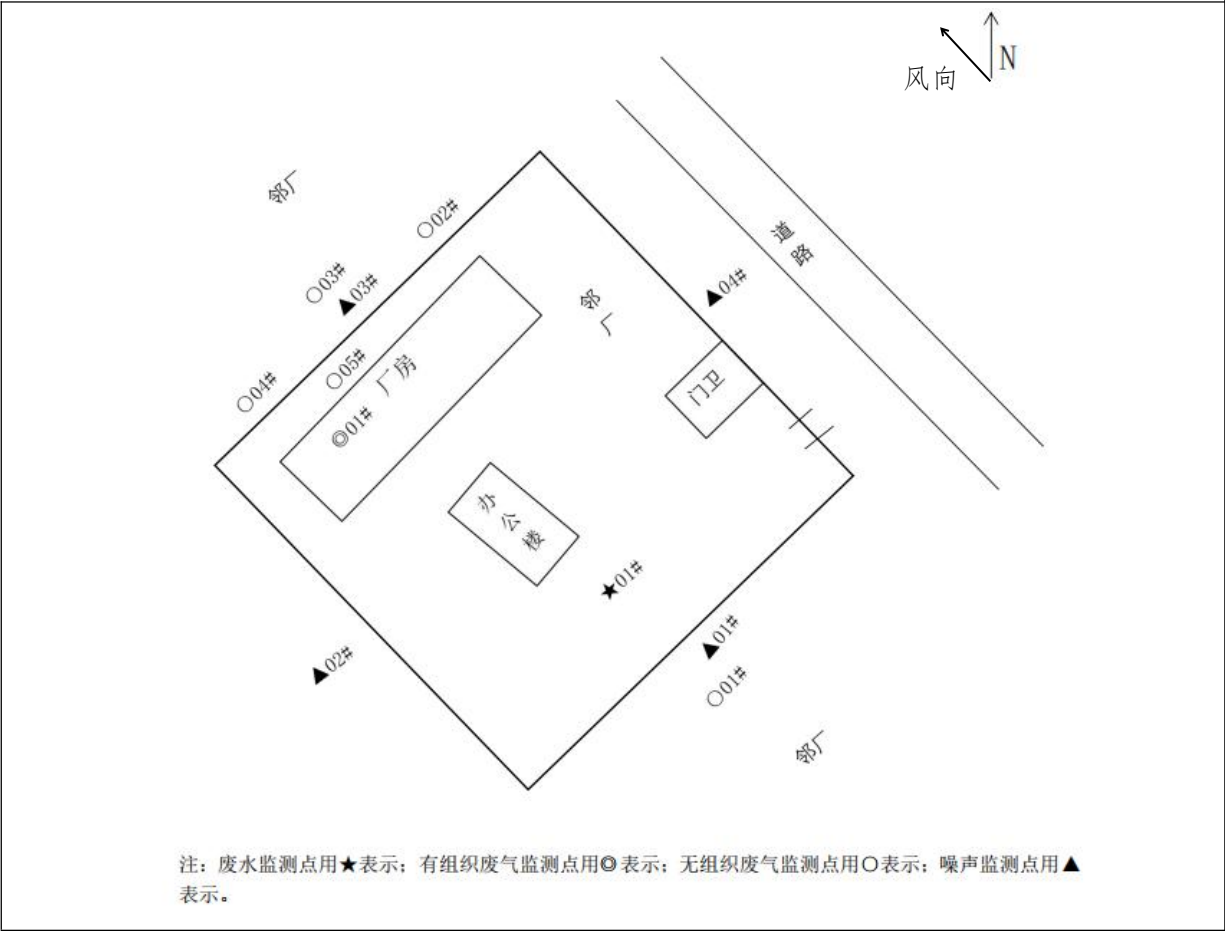 N
风向
邻厂
○02#
道路
○03#
▲03#
▲04#
邻厂
○05#
厂房
○04#
◎01#
门卫
办公楼
★01#
▲01#
▲02#
○01#
邻厂
注：废水监测点用★表示；有组织废气监测点用◎表示；无组织废气监测点用○表示；噪声监测点用▲
表示。